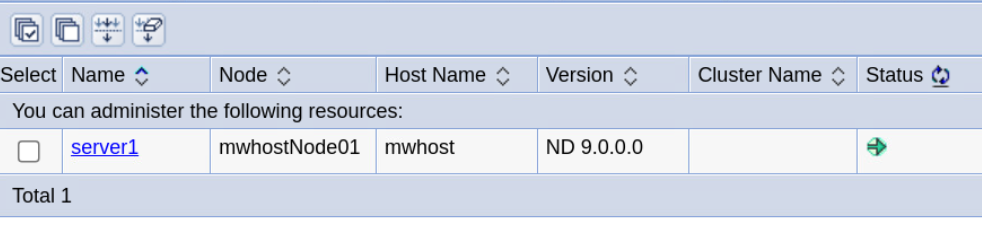 Select Name Node Host Name Version Cluster Name Status
You can administer the following resources:
server1 mwhostNode01 mwhost ND 9.0.0.0
Total 1